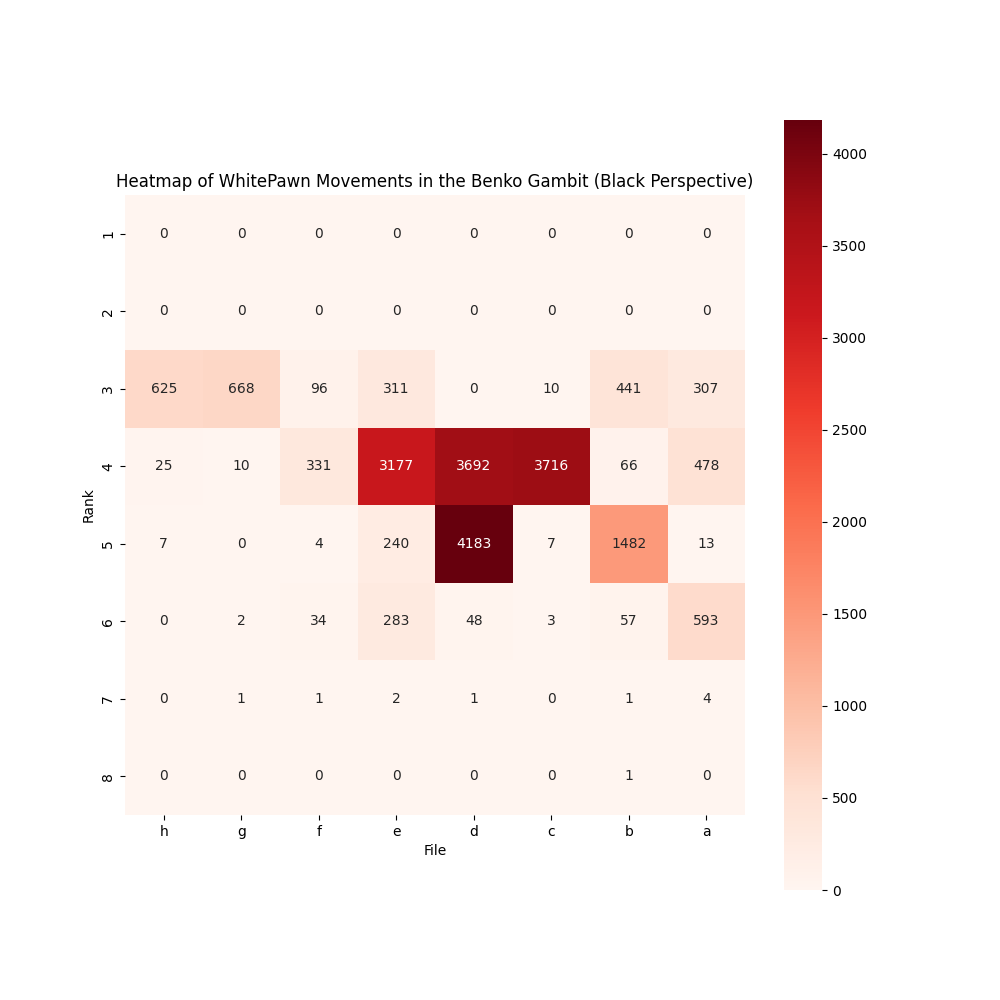 Heatmap of WhitePawn Movements in the Benko Gambit (Black Perspective)
1 0 0 0 0 0 0 0 0
2 0 0 0 0 0 0 0 0
3 625 668 96 311 0 10 441 307
4 25 10 331 3177 3692 3716 66 478
5 7 0 4 240 4183 7 1482 13
6 0 2 34 283 48 3 57 593
7 0 1 1 2 1 0 1 4
8 0 0 0 0 0 0 1 0
h g f e d c b a
File
Rank
4000
3500
3000
2500
2000
1500
1000
500
0